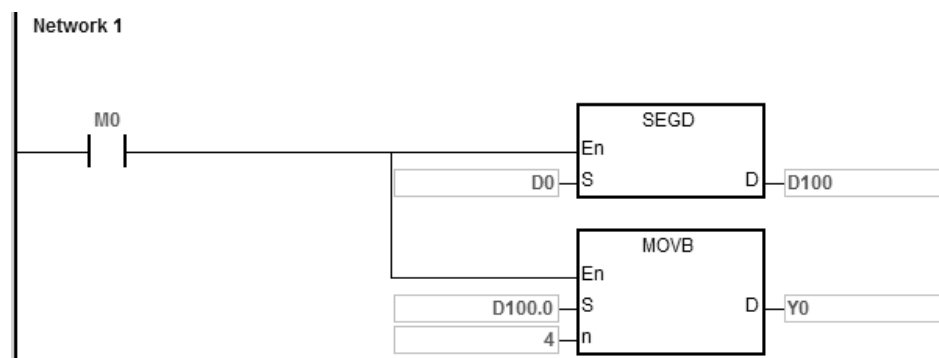 Network 1
M0
SEGD
En
D0 S D D100
MOVB
En
D100.0 S D Y0
4 n